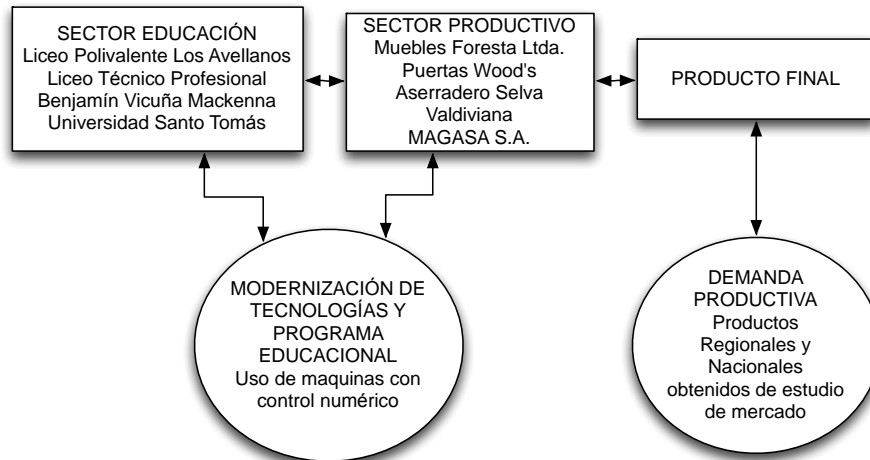 SECTOR EDUCACIÓN
Liceo Polivalente Los Avellanos
Liceo Técnico Profesional
Benjamín Vicuña Mackenna
Universidad Santo Tomás
SECTOR PRODUCTIVO
Muebles Foresta Ltda.
Puertas Wood's
Aserradero Selva
Valdiviana
MAGASA S.A.
PRODUCTO FINAL
MODERNIZACIÓN DE
TECNOLOGÍAS Y
PROGRAMA
EDUCACIONAL
Uso de maquinas con
control numérico
DEMANDA
PRODUCTIVA
Productos
Regionales y
Nacionales
obtenidos de estudio
de mercado